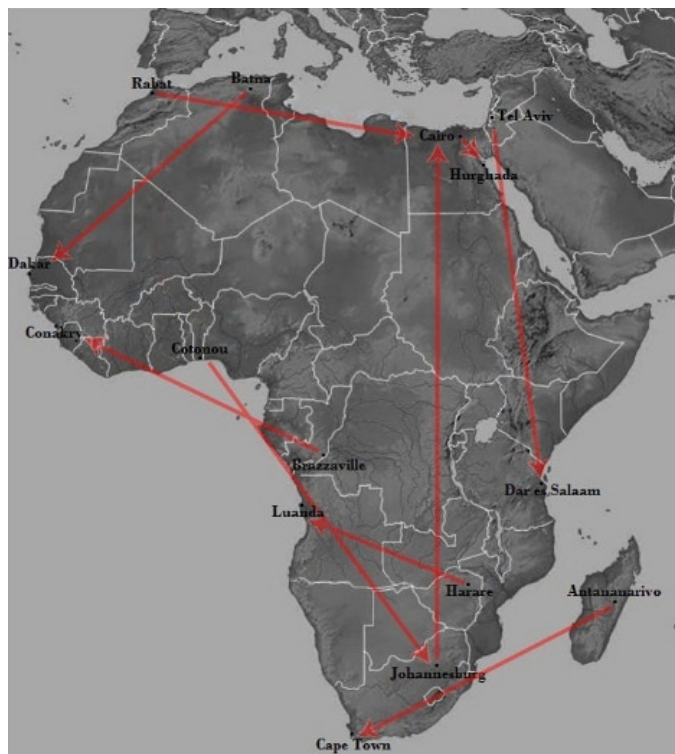 Rabat
Batna
Cairo
Tel Aviv
Hurghada
Dakar
Conakry
Cotonou
Brazzaville
Luanda
Dar es Salaam
Harare
Antananarivo
Johannesburg
Cape Town